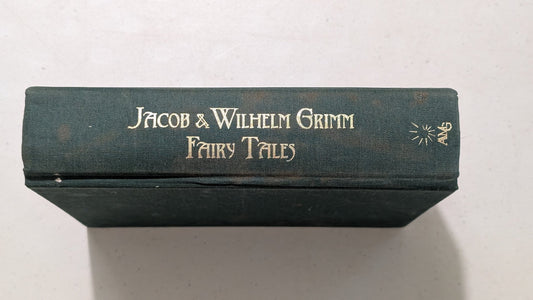 JACOB & WILHELM GRIMM
FAIRY TALES